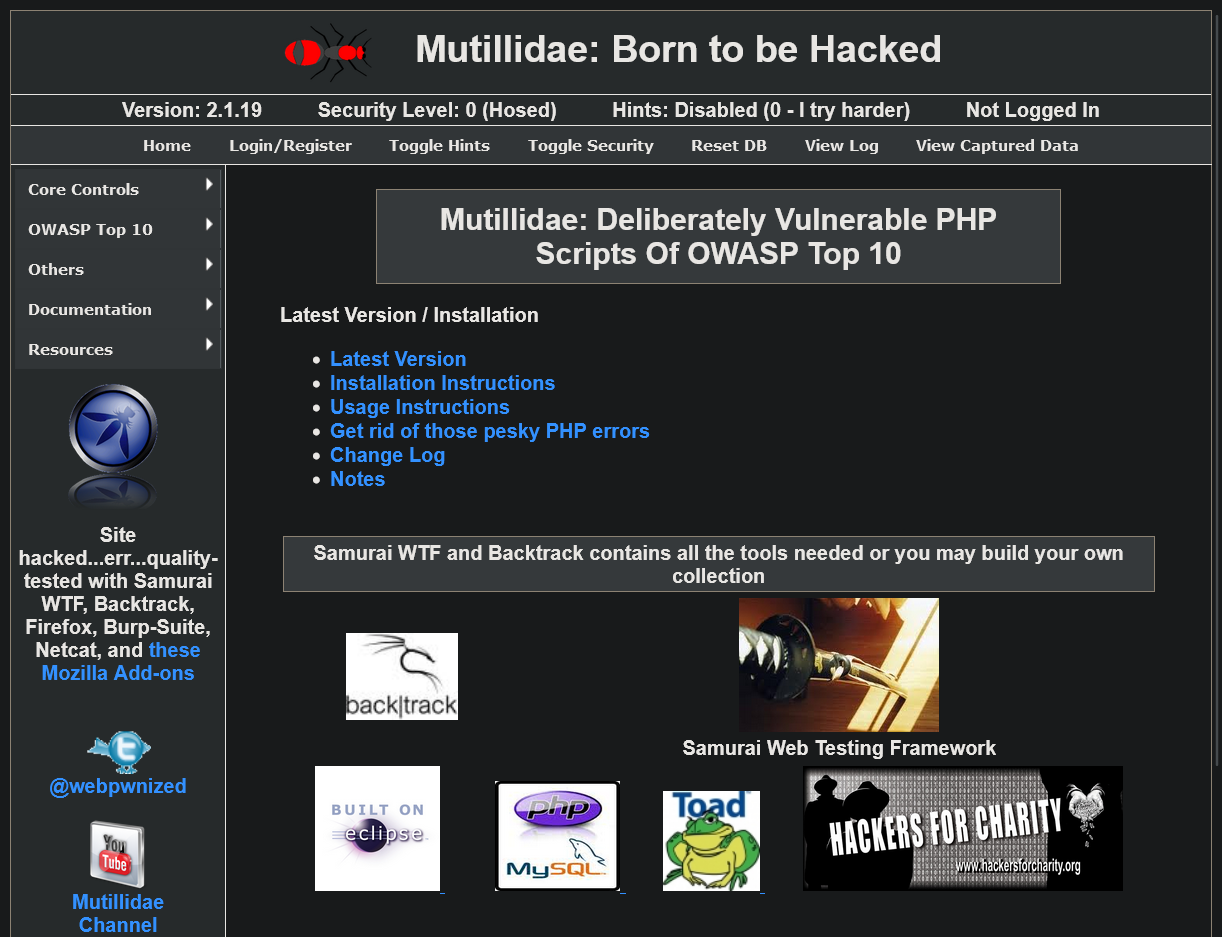 Mutillidae: Born to be Hacked
Version: 2.1.19 Security Level: 0 (Hosed) Hints: Disabled (0 - I try harder) Not Logged In
Home Login/Register Toggle Hints Toggle Security Reset DB View Log View Captured Data
Core Controls
OWASP Top 10
Others
Documentation
Resources
Site
hacked...err...quality-
tested with Samurai
WTF, Backtrack,
Firefox, Burp-Suite,
Netcat, and these
Mozilla Add-ons
@webpwnized
You
Tube
Mutillidae
Channel
Mutillidae: Deliberately Vulnerable PHP
Scripts Of OWASP Top 10
Latest Version / Installation
Latest Version
Installation Instructions
Usage Instructions
Get rid of those pesky PHP errors
Change Log
Notes
Samurai WTF and Backtrack contains all the tools needed or you may build your own
collection
back|track
Samurai Web Testing Framework
BUILT ON
eclipse
php
MySQL
Toad
HACKERS FOR CHARITY
www.hackersforcharity.org